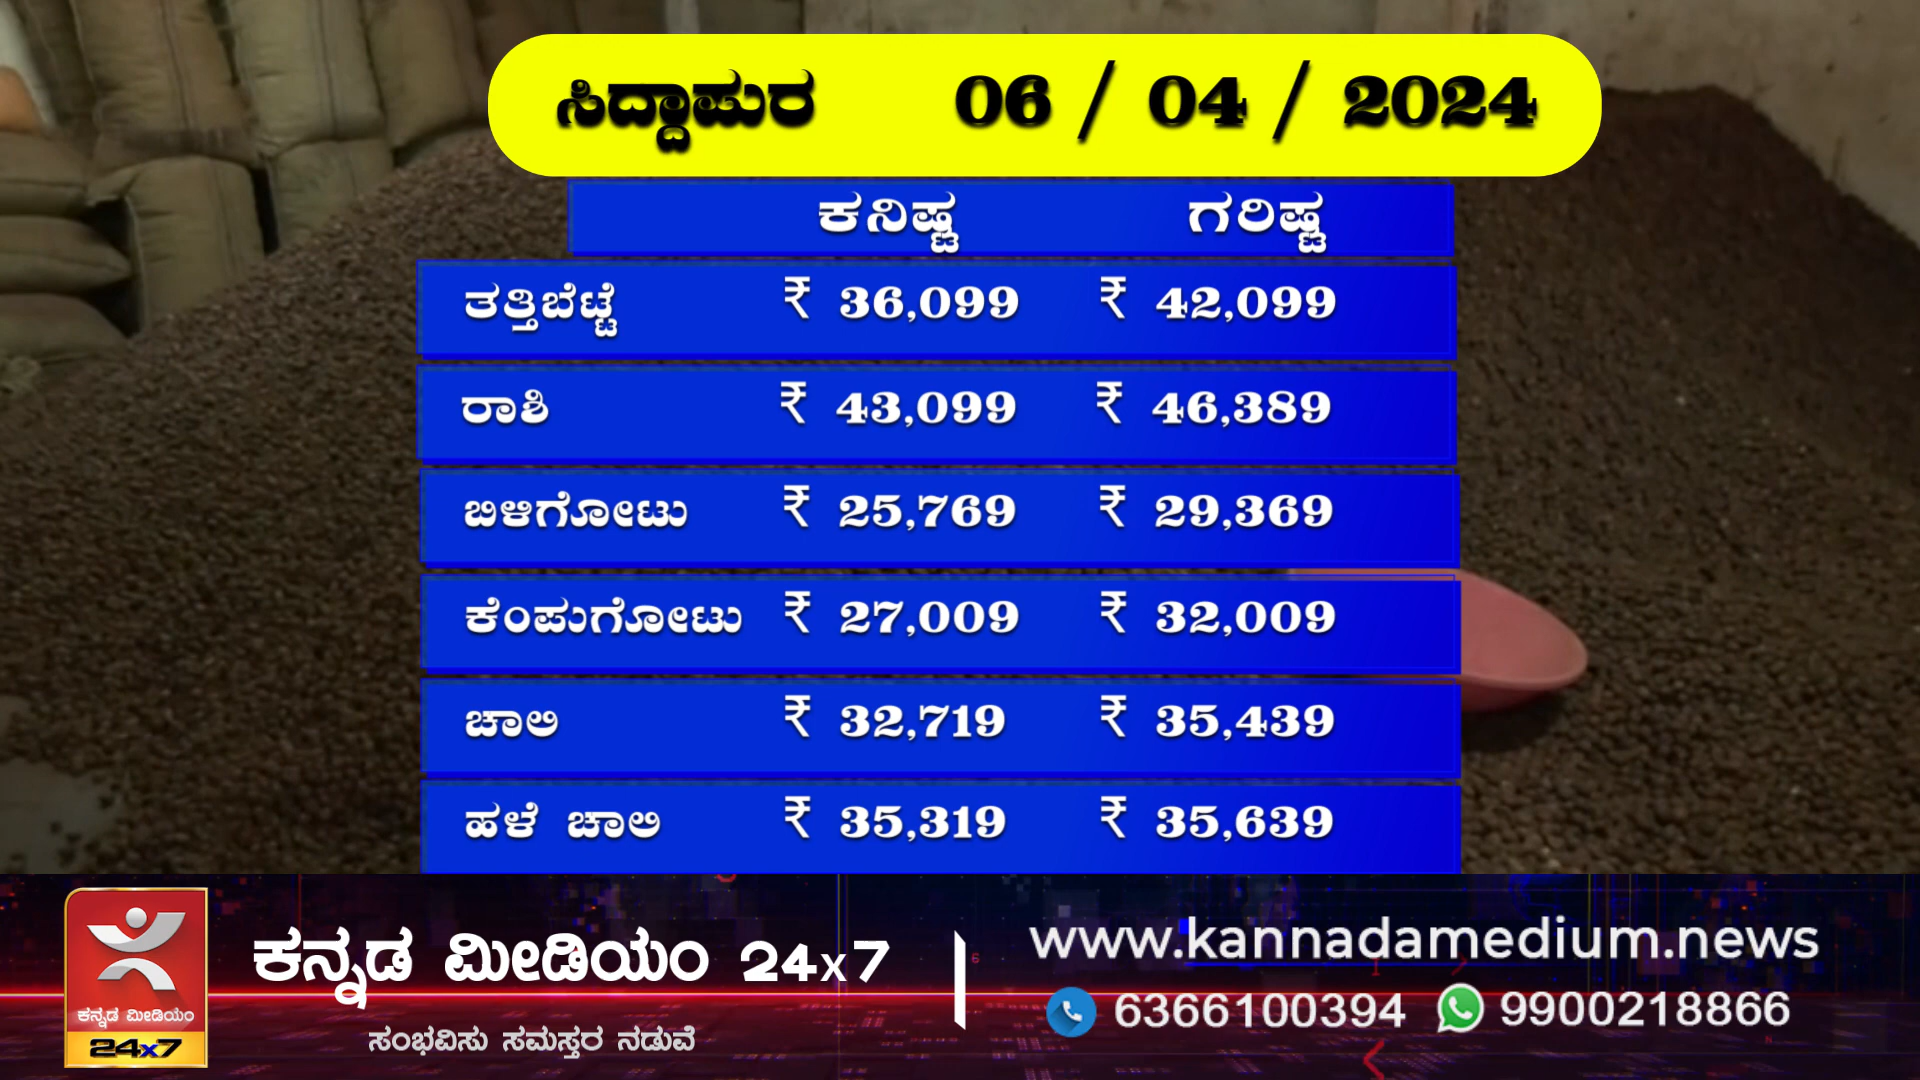 ಸಿದ್ದಾಪುರ 06 / 04 / 2024
ಕನಿಷ್ಟ ಗರಿಷ್ಟ
ತತ್ತಿಬೆಟ್ಟೆ ₹ 36,099 ₹ 42,099
ರಾಶಿ ₹ 43,099 ₹ 46,389
ಬಿಳಿಗೋಟು ₹ 25,769 ₹ 29,369
ಕೆಂಪುಗೋಟು ₹ 27,009 ₹ 32,009
ಚಾಲಿ ₹ 32,719 ₹ 35,439
ಹಳೆ ಚಾಲಿ ₹ 35,319 ₹ 35,639
ಕನ್ನಡ ಮೀಡಿಯಂ 24x7
ಸಂಭವಿಸು ಸಮಸ್ತರ ನಡುವೆ
www.kannadamedium.news
6366100394 9900218866
ಕನ್ನಡ ಮೀಡಿಯಂ
24x7